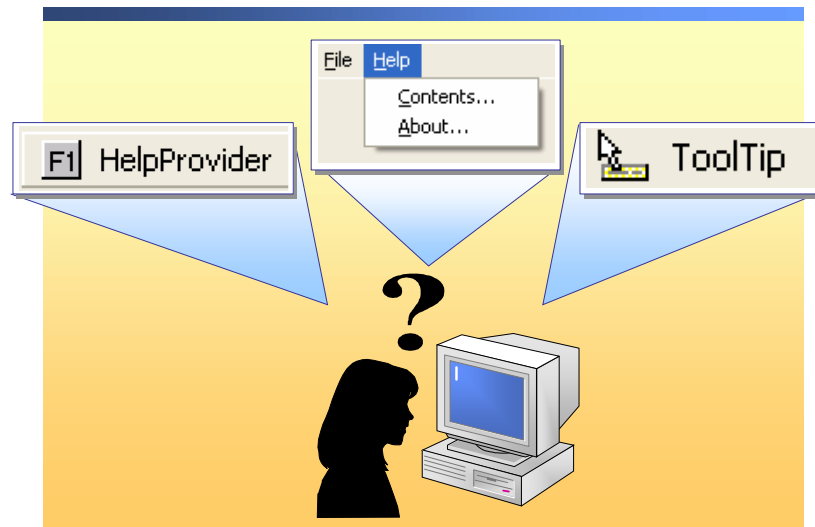 File Help
Contents...
About...
F1 HelpProvider
ToolTip
?